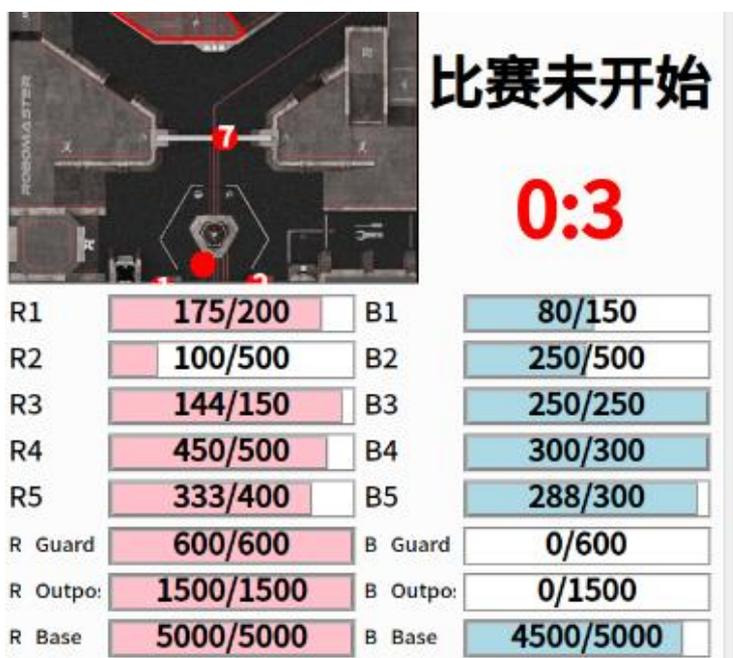 ROBOMASTER
7
比赛未开始
0:3
R1 175/200 B1 80/150
R2 100/500 B2 250/500
R3 144/150 B3 250/250
R4 450/500 B4 300/300
R5 333/400 B5 288/300
R Guard 600/600 B Guard 0/600
R Outpo 1500/1500 B Outpo 0/1500
R Base 5000/5000 B Base 4500/5000